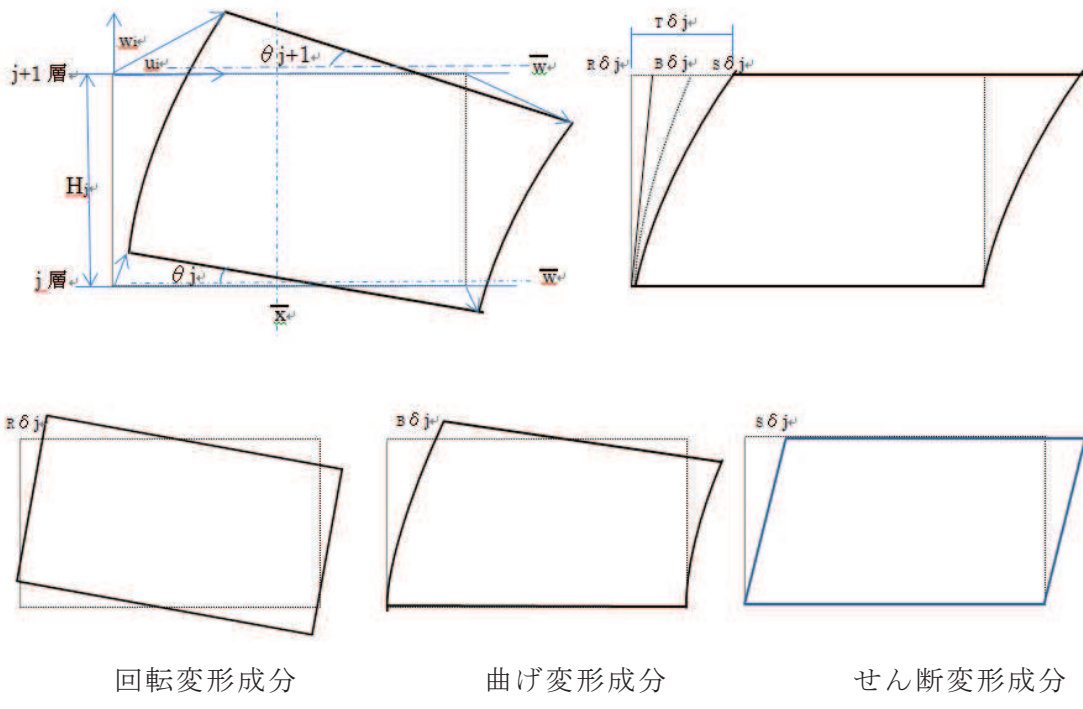 Tδj
wi
θj+1
w̅
ui
j+1 層
Rδj Bδj Sδj
Hj
θj
j 層
w̅
x̅
Rδj
Bδj
Sδj
回転変形成分
曲げ変形成分
せん断変形成分